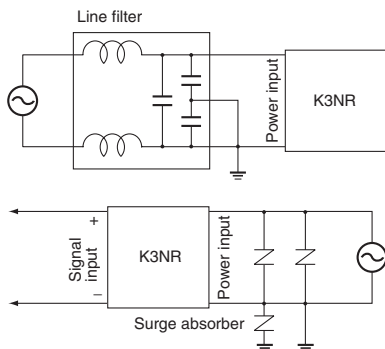 Line filter
Power input
K3NR
+
Signal
input
−
K3NR
Power input
Surge absorber